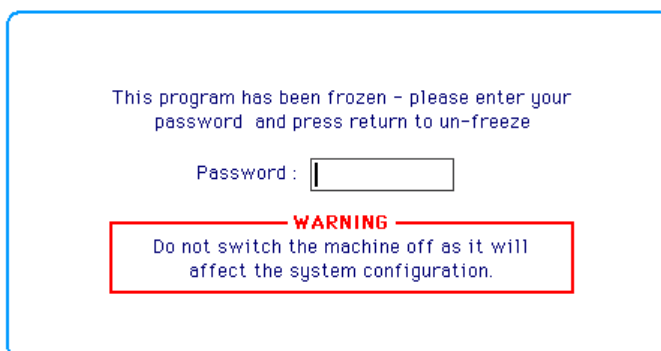 This program has been frozen - please enter your
password and press return to un-freeze
Password :
WARNING
Do not switch the machine off as it will
affect the system configuration.